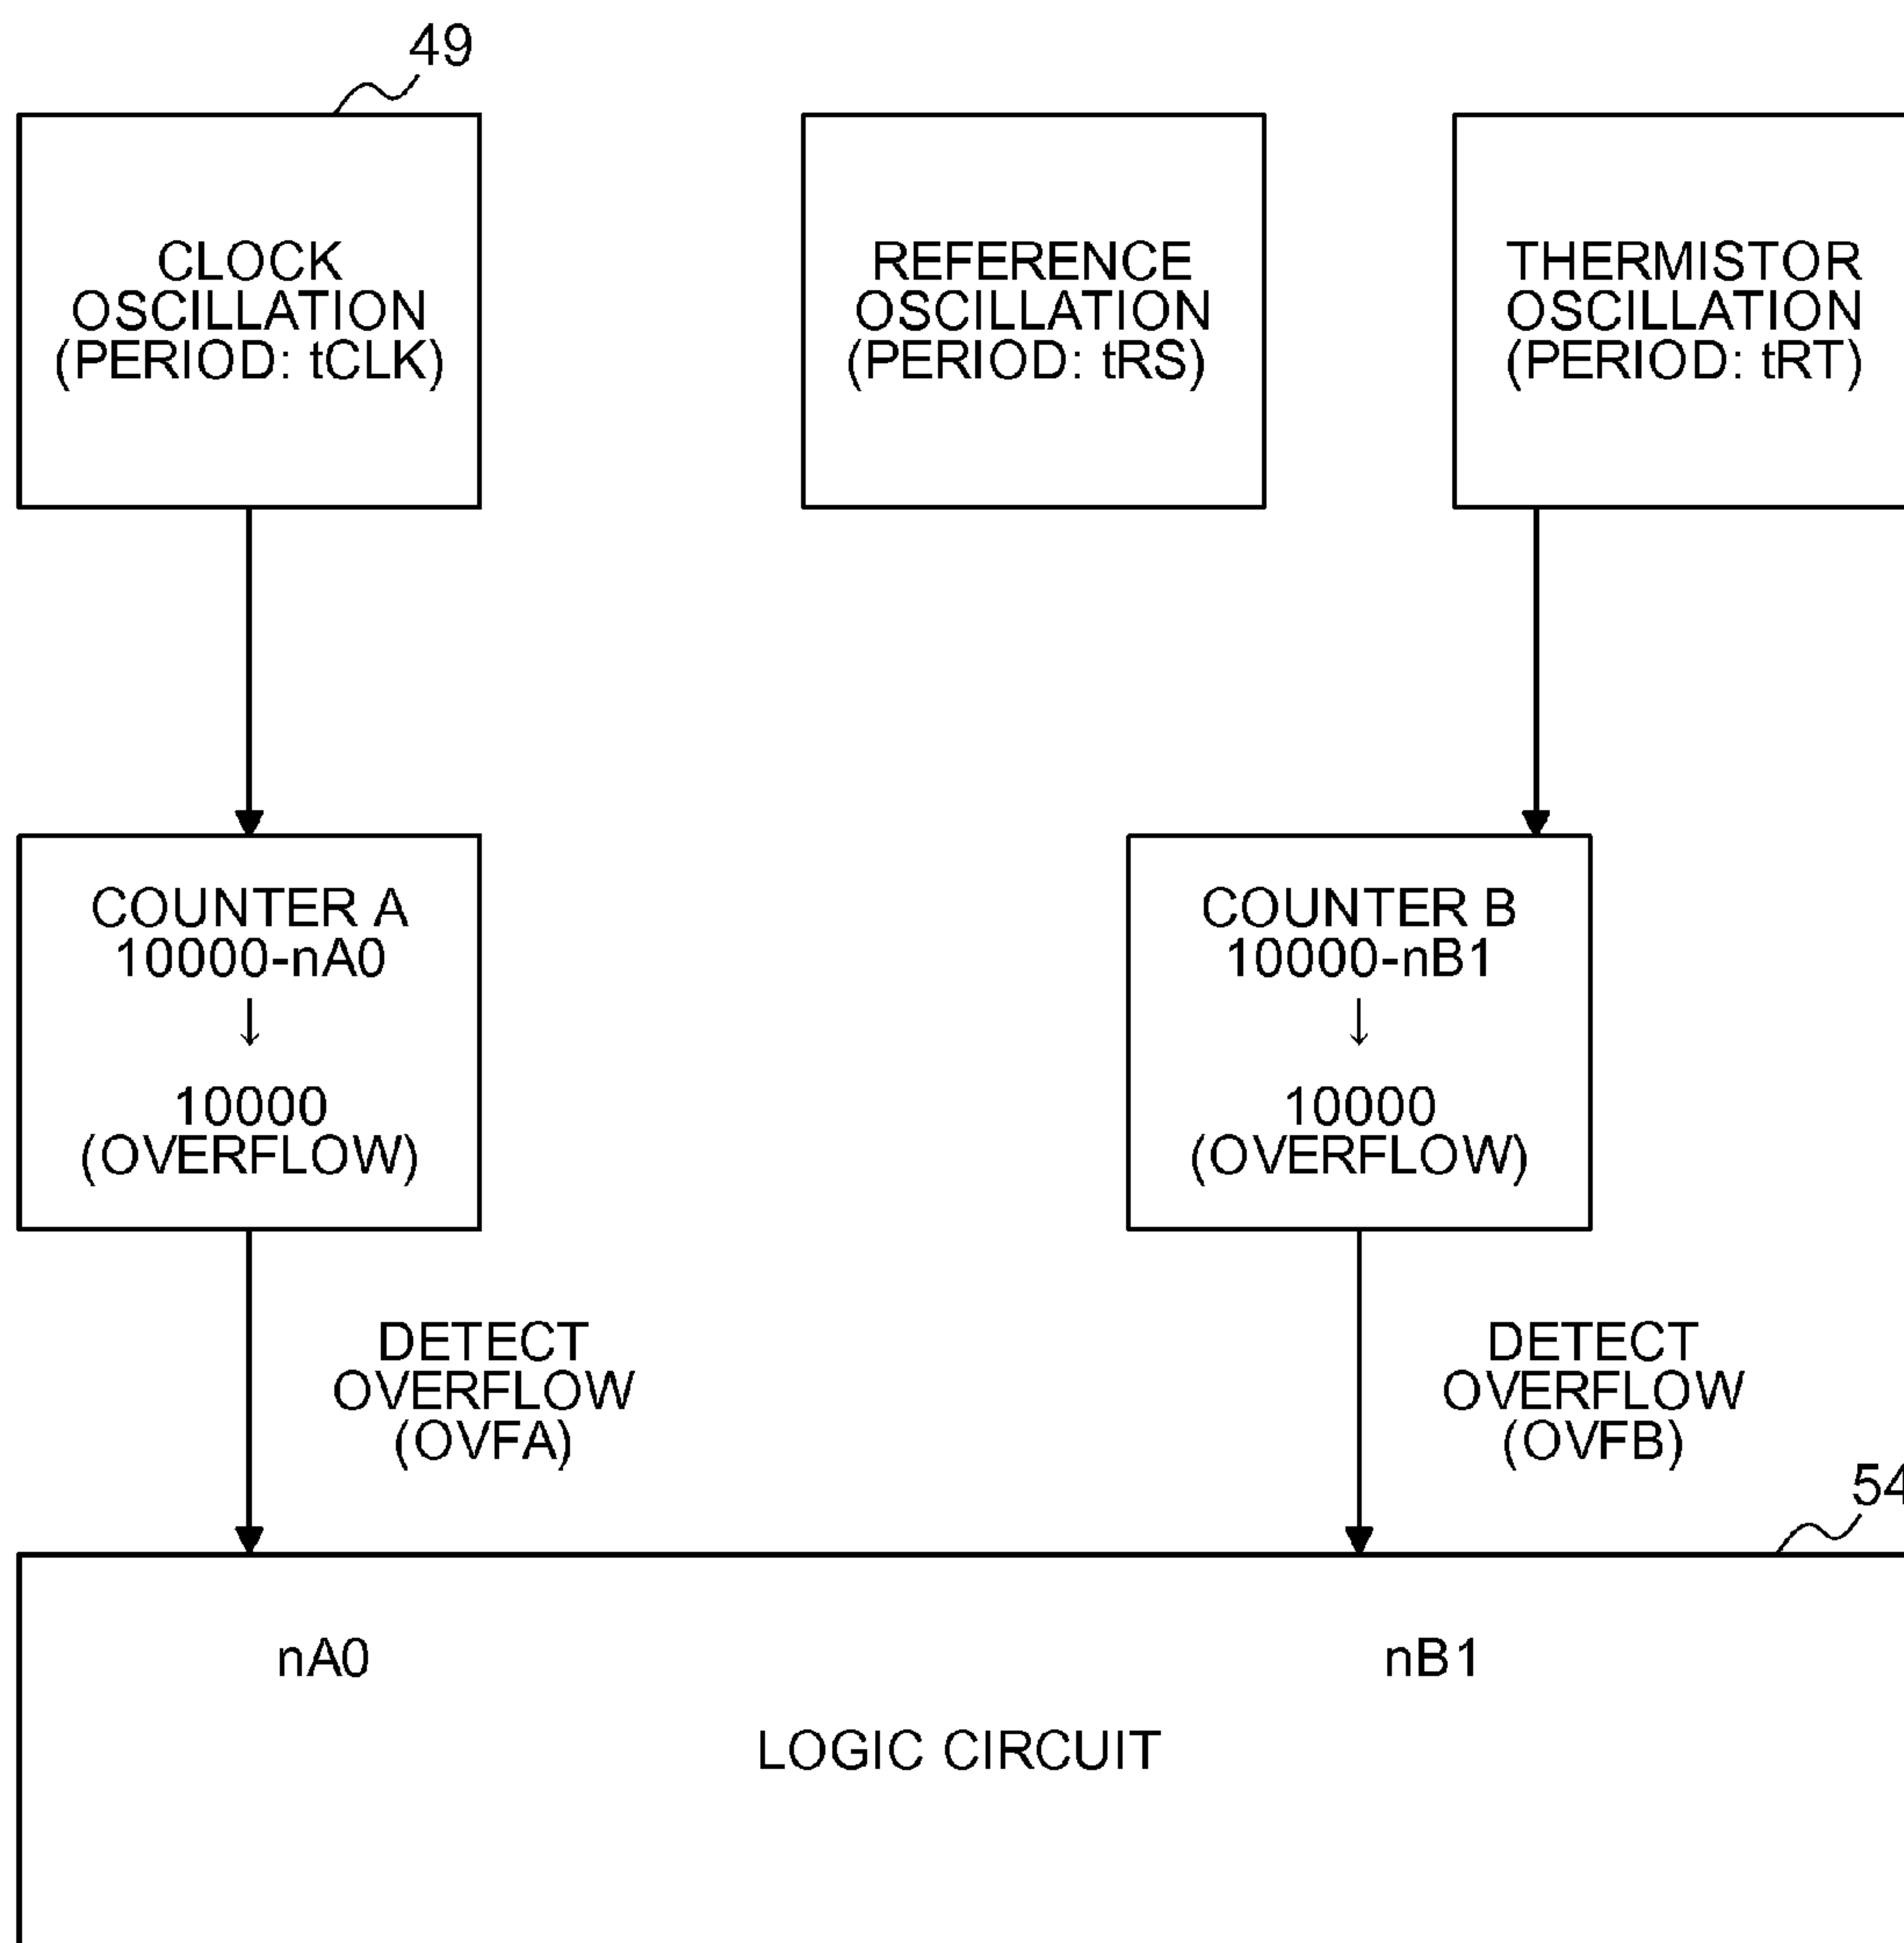 49
CLOCK
OSCILLATION
(PERIOD: tCLK)
REFERENCE
OSCILLATION
(PERIOD: tRS)
THERMISTOR
OSCILLATION
(PERIOD: tRT)
COUNTER A
10000-nA0
↓
10000
(OVERFLOW)
COUNTER B
10000-nB1
↓
10000
(OVERFLOW)
DETECT
OVERFLOW
(OVFA)
DETECT
OVERFLOW
(OVFB)
54
nA0
nB1
LOGIC CIRCUIT